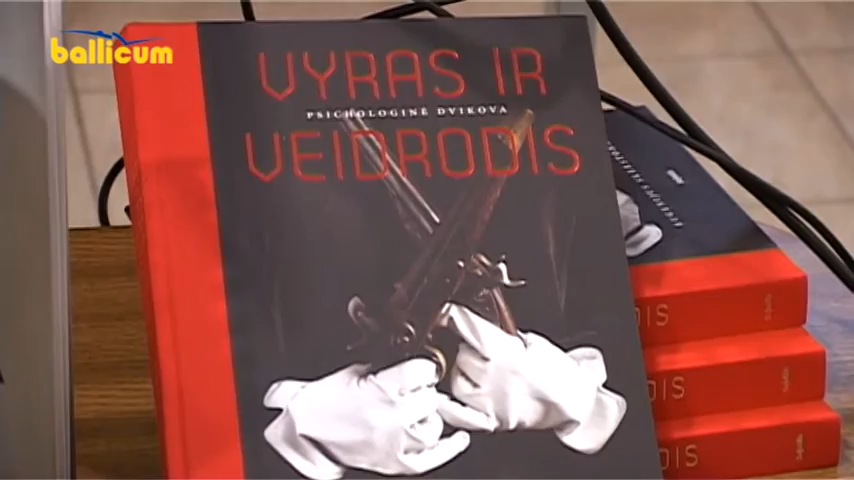 ballicum
VYRAS IR
PSICHOLOGINĖ DVIKOVA
VEIDRODIS
DIS
DIS
DIS